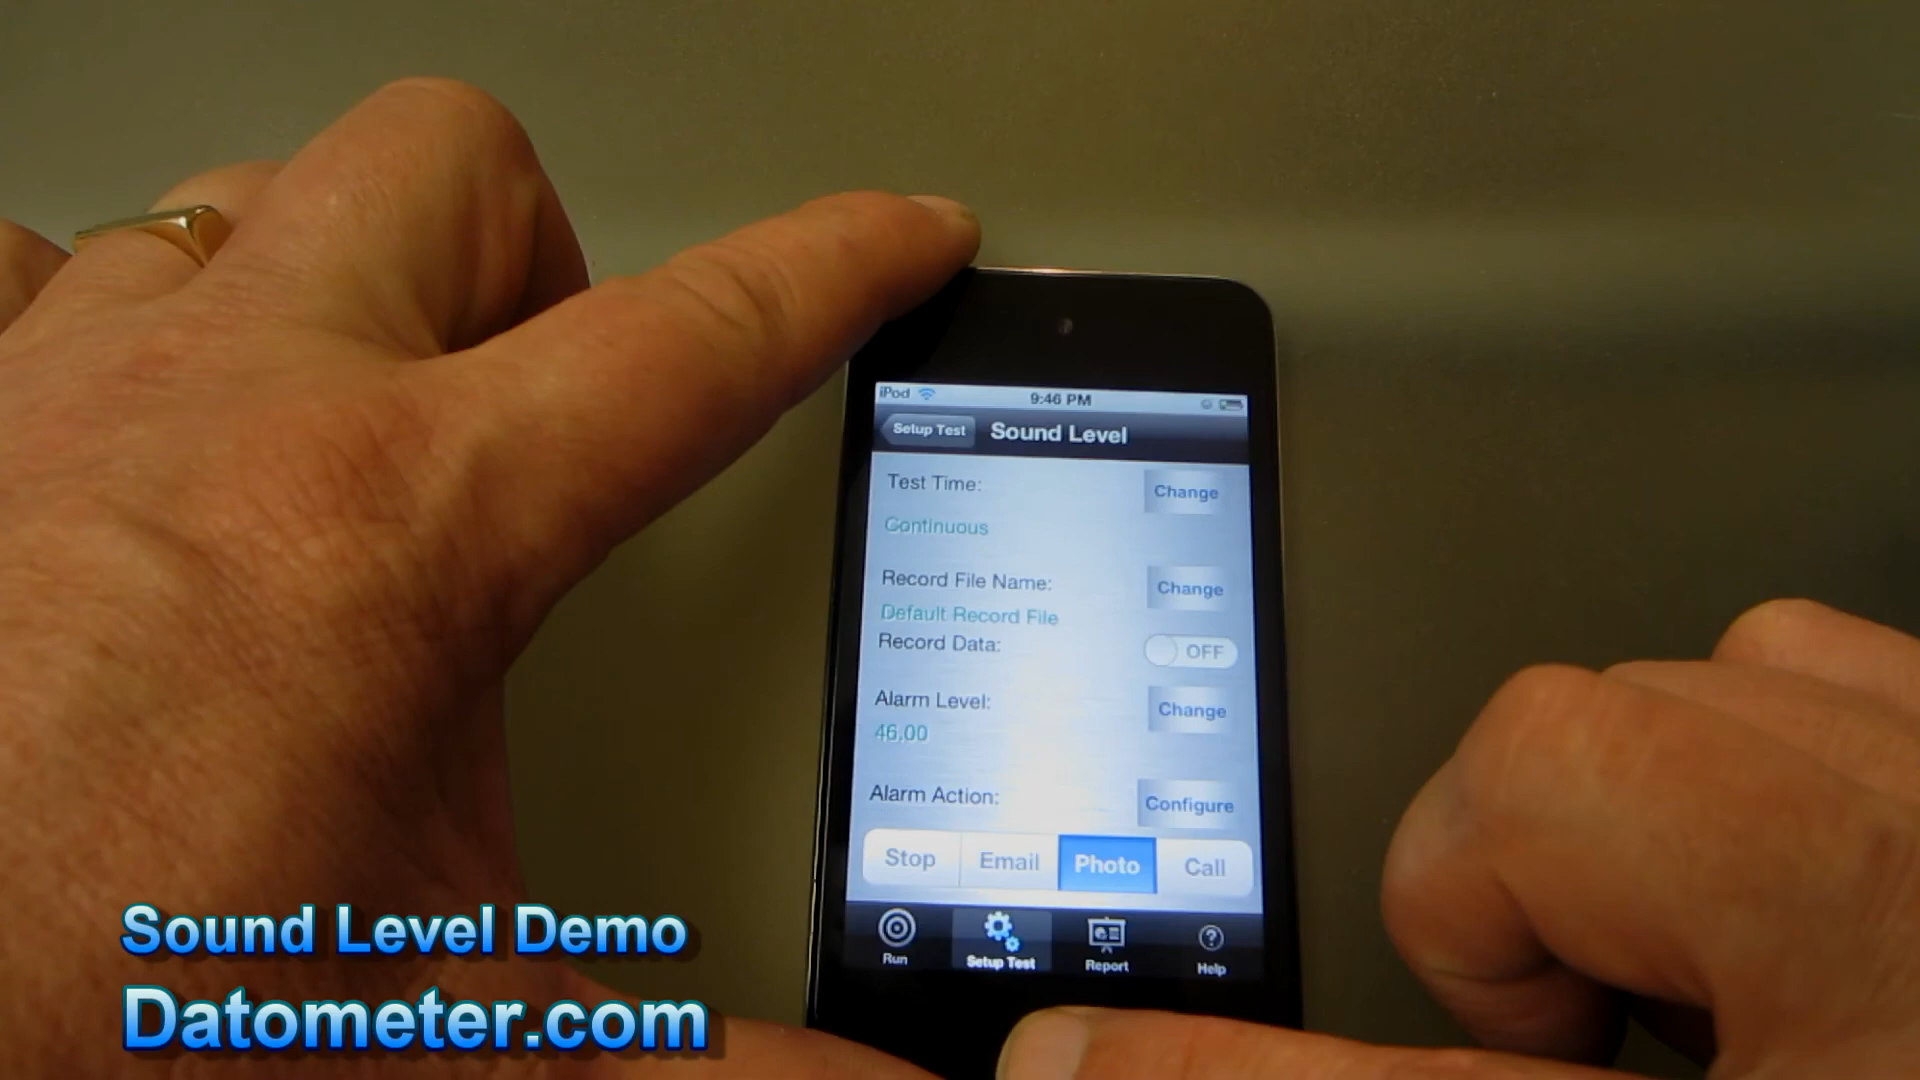 iPod 9:46 PM
Setup Test Sound Level
Test Time: Change
Continuous
Record File Name: Change
Default Record File
Record Data: OFF
Alarm Level: Change
46.00
Alarm Action: Configure
Stop Email Photo Call
Run Setup Test Report Help
Sound Level Demo
Datometer.com